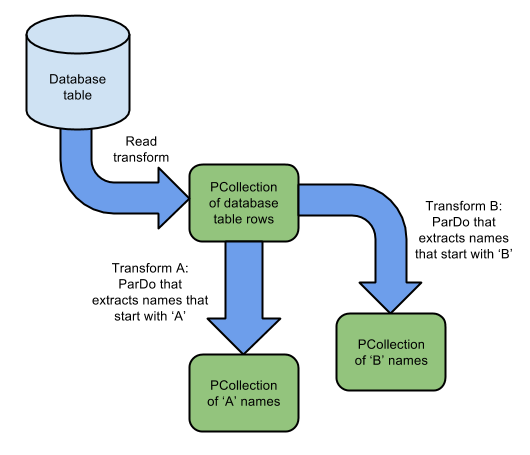 Database
table
Read
transform
PCollection
of database
table rows
Transform B:
ParDo that
extracts names
that start with ‘B’
Transform A:
ParDo that
extracts names that
start with ‘A’
PCollection
of ‘B’ names
PCollection
of ‘A’ names